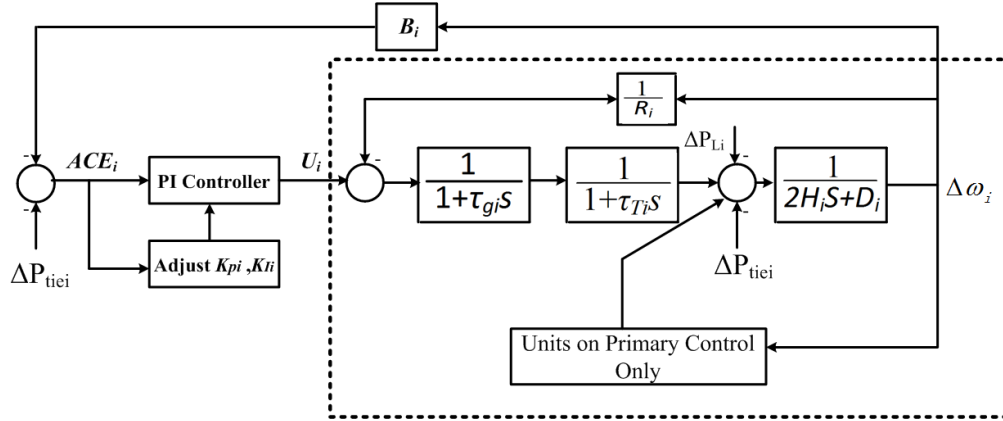 B_i
1
R_i
-
-
ΔP_Li
-
ACE_i
PI Controller
U_i
1
1+τ_gi s
1
1+τ_Ti s
1
2H_iS+D_i
Δω_i
-
-
ΔP_tiei
Adjust K_pi ,K_Ii
ΔP_tiei
Units on Primary Control
Only